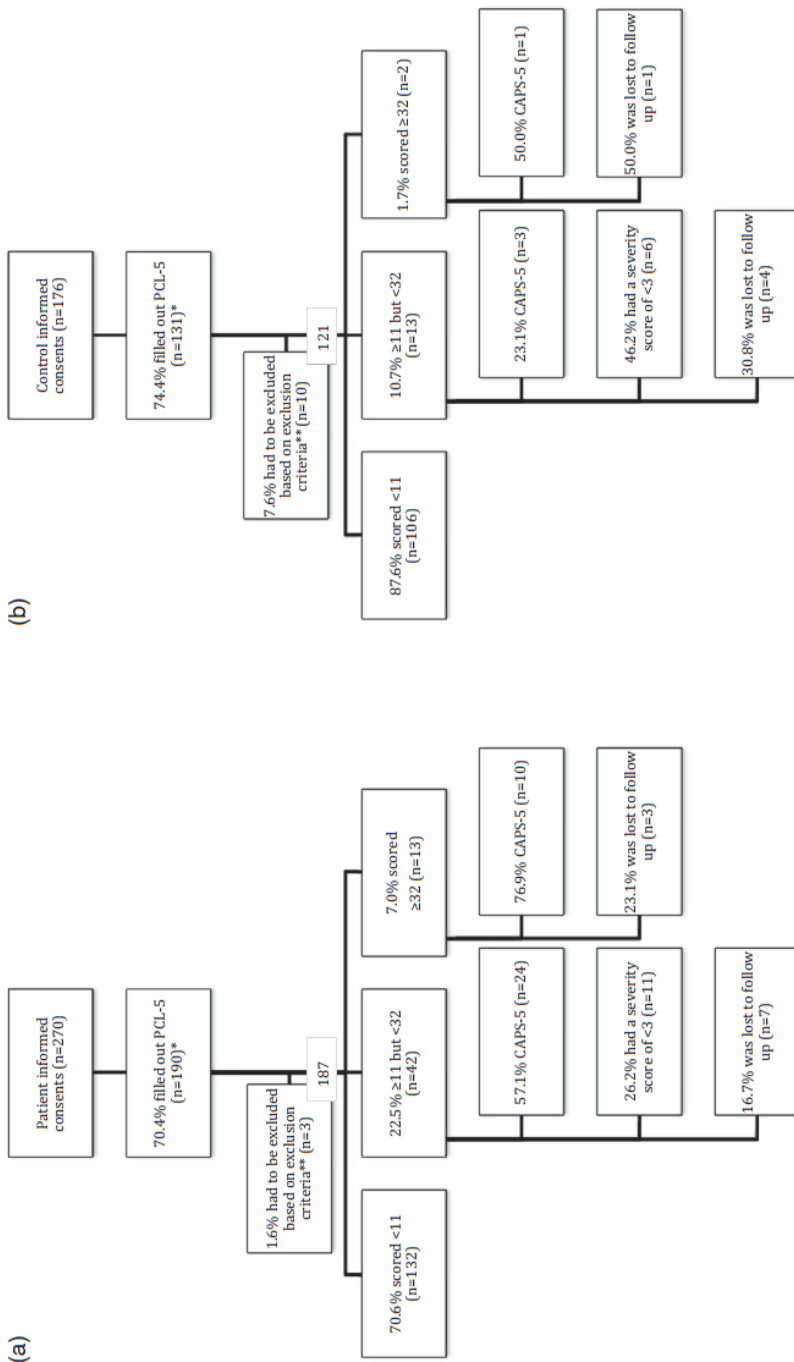 (a)
Patient informed
consents (n=270)
70.4% filled out PCL-5
(n=190)*
1.6% had to be excluded
based on exclusion
criteria** (n=3)
187
70.6% scored <11
(n=132)
22.5% ≥11 but <32
(n=42)
7.0% scored
≥32 (n=13)
57.1% CAPS-5 (n=24)
26.2% had a severity
score of <3 (n=11)
16.7% was lost to follow
up (n=7)
76.9% CAPS-5 (n=10)
23.1% was lost to follow
up (n=3)
(b)
Control informed
consents (n=176)
74.4% filled out PCL-5
(n=131)*
7.6% had to be excluded
based on exclusion
criteria** (n=10)
121
87.6% scored <11
(n=106)
10.7% ≥11 but <32
(n=13)
1.7% scored ≥32 (n=2)
23.1% CAPS-5 (n=3)
46.2% had a severity
score of <3 (n=6)
30.8% was lost to follow
up (n=4)
50.0% CAPS-5 (n=1)
50.0% was lost to follow
up (n=1)